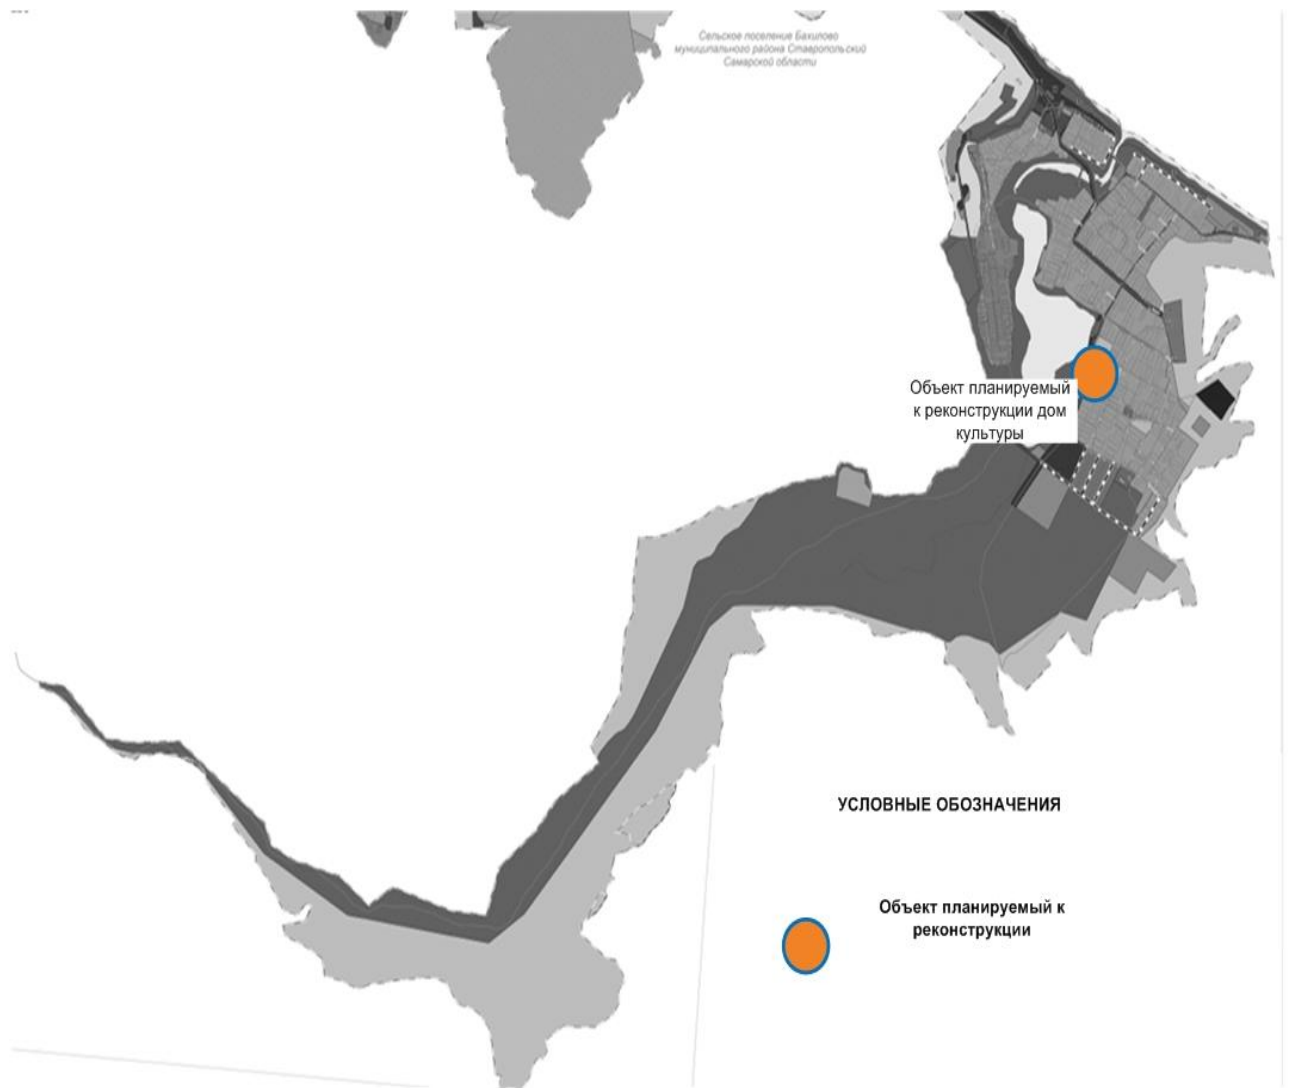 Сельское поселение Бахилово
муниципального района Ставропольский
Самарской области
Объект планируемый
к реконструкции дом
культуры
УСЛОВНЫЕ ОБОЗНАЧЕНИЯ
Объект планируемый к
реконструкции